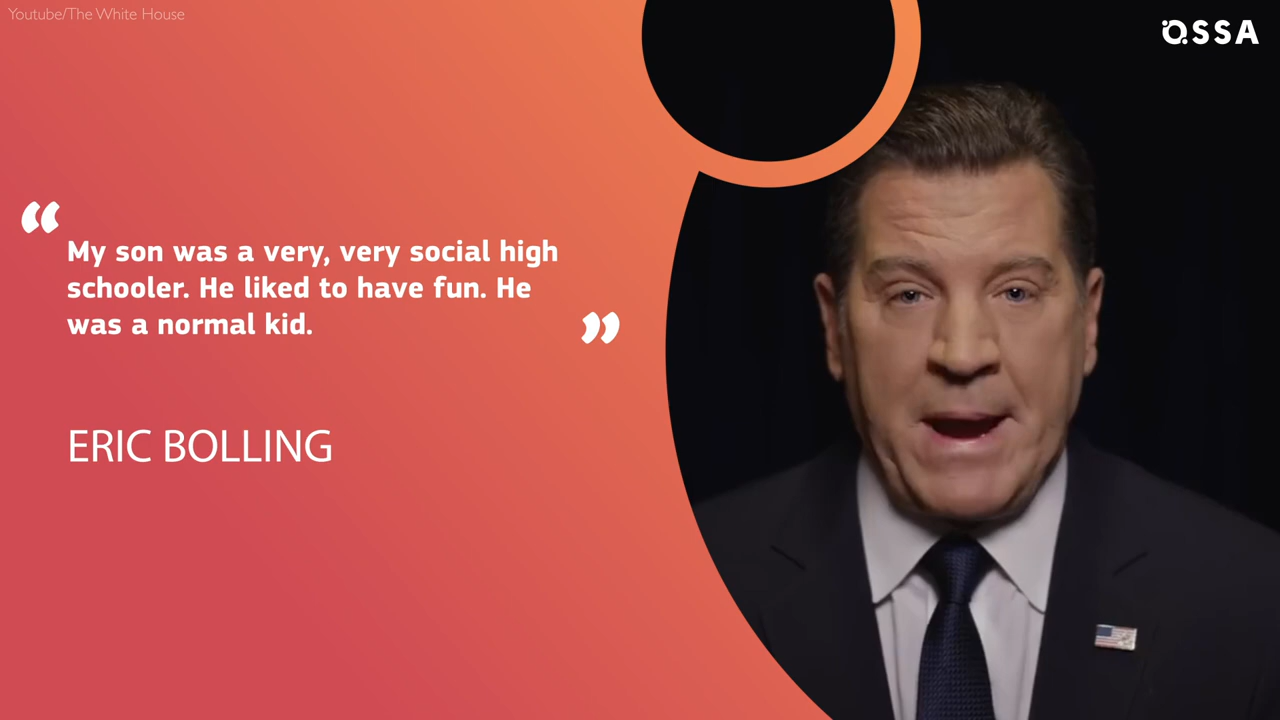 Youtube/The White House
QSSA
“
My son was a very, very social high
schooler. He liked to have fun. He
was a normal kid.
”
ERIC BOLLING